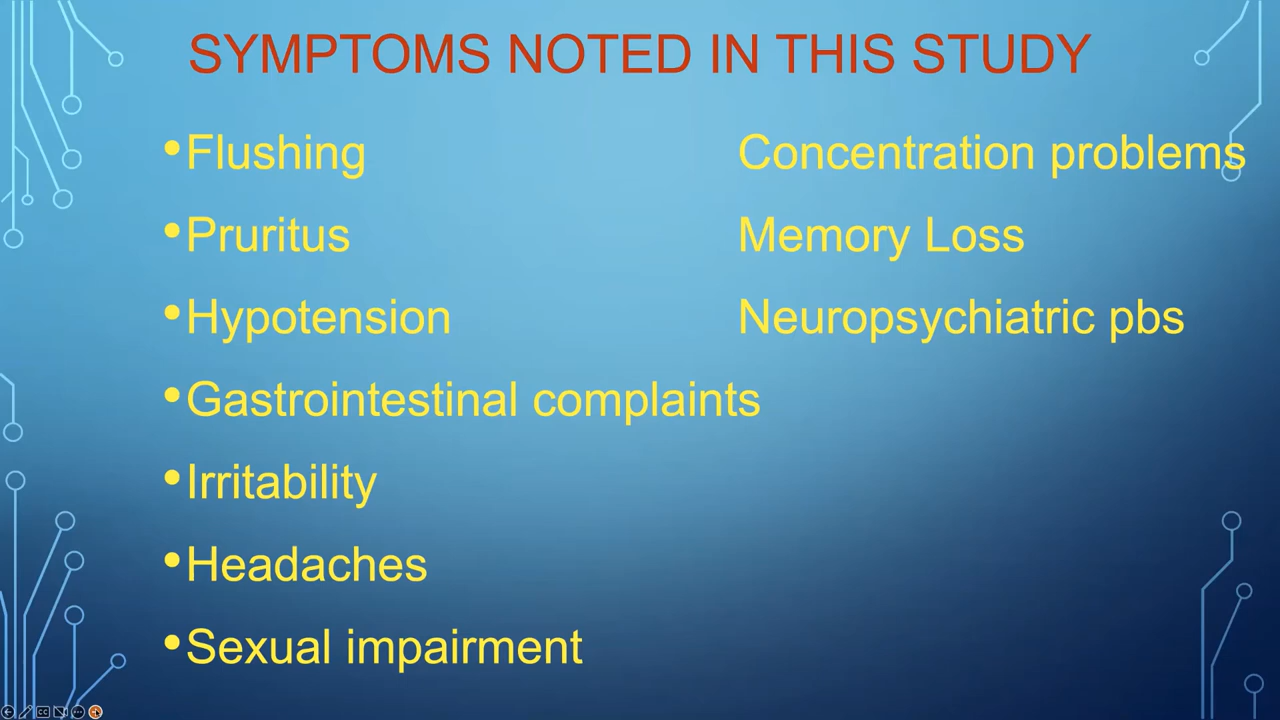 SYMPTOMS NOTED IN THIS STUDY
•Flushing
•Pruritus
•Hypotension
•Gastrointestinal complaints
•Irritability
•Headaches
•Sexual impairment
Concentration problems
Memory Loss
Neuropsychiatric pbs